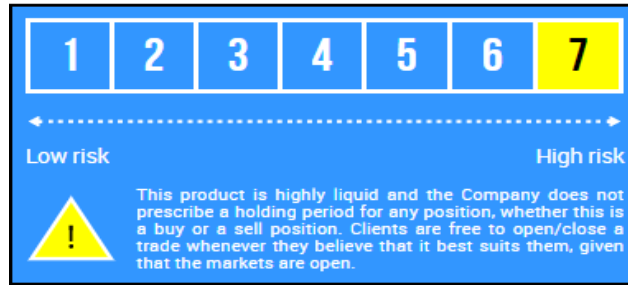 1 2 3 4 5 6 7
Low risk High risk
!
This product is highly liquid and the Company does not
prescribe a holding period for any position, whether this is
a buy or a sell position. Clients are free to open/close a
trade whenever they believe that it best suits them, given
that the markets are open.